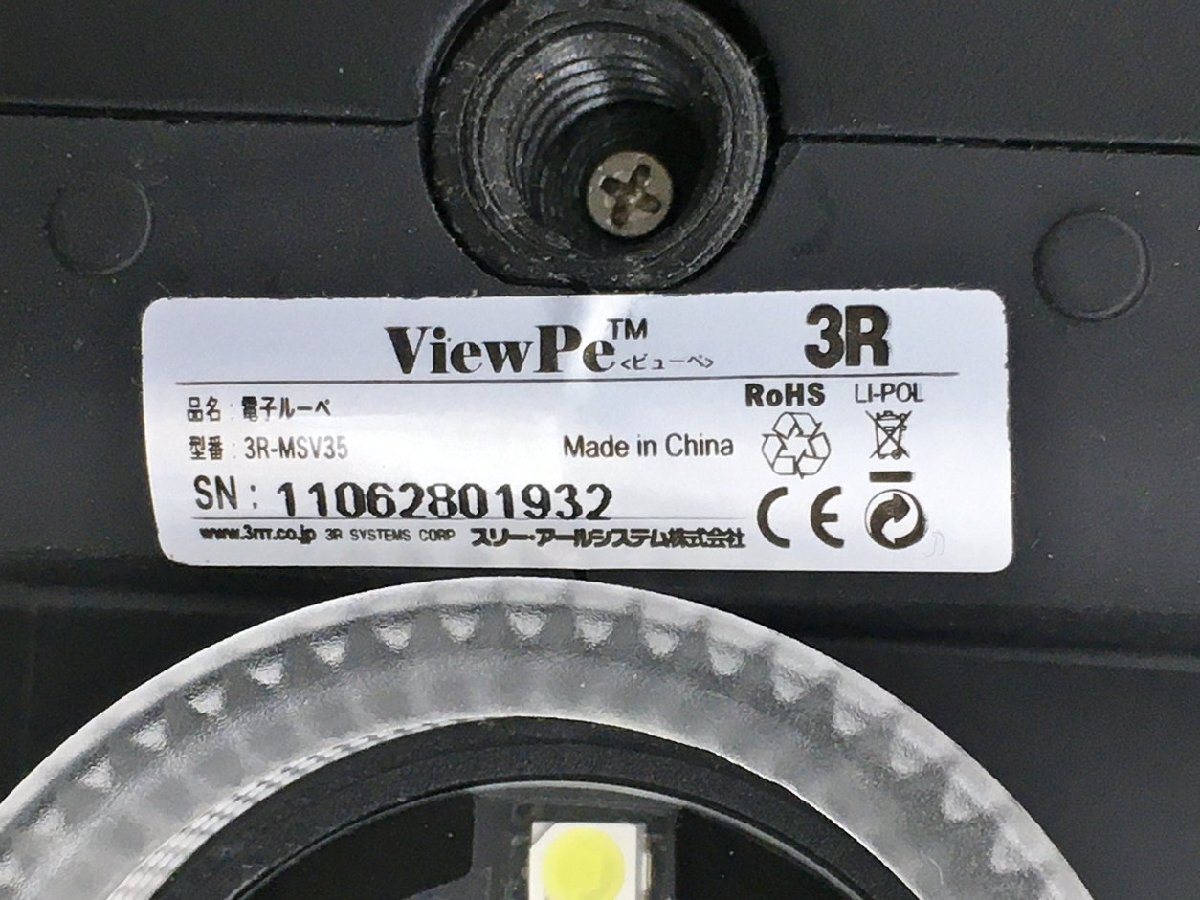 ViewPe™ <ビューペ> 3R
品名：電子ルーペ
型番：3R-MSV35
Made in China
RoHS
LI-POL
SN：11062801932
CE
www.3rrr.co.jp 3R SYSTEMS CORP スリー・アールシステム株式会社